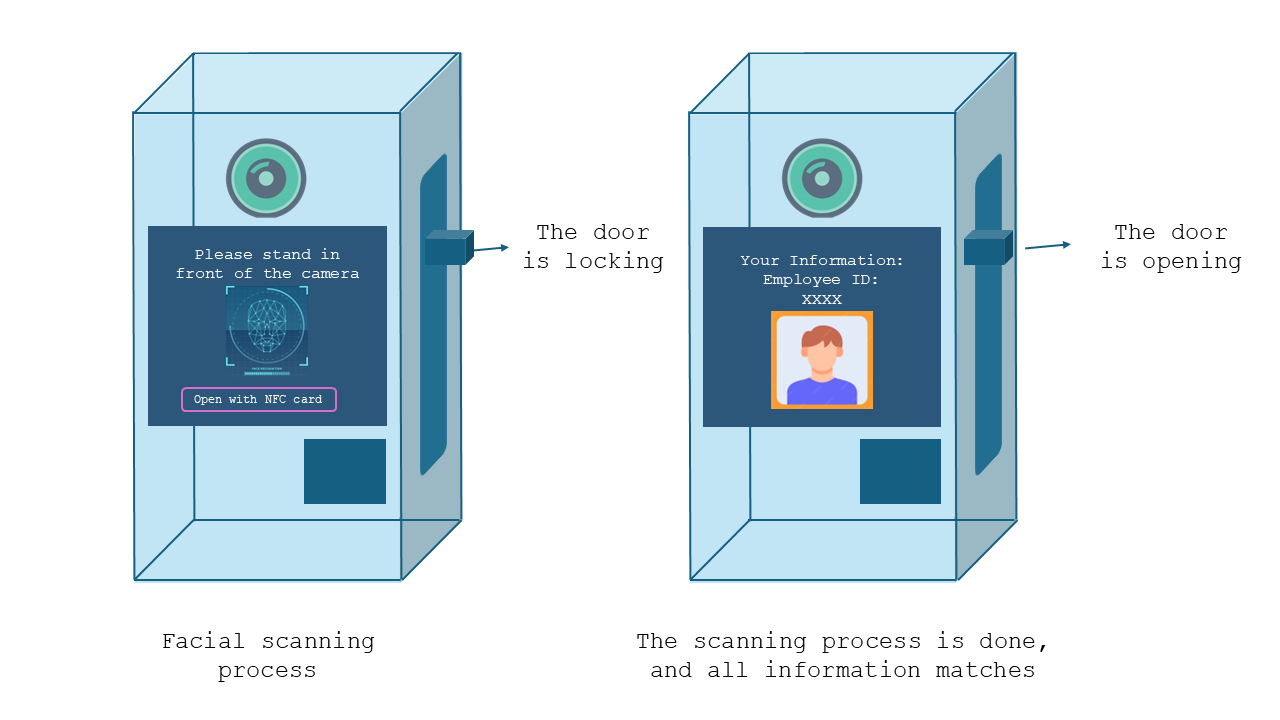 Please stand in
front of the camera
Open with NFC card
The door
is locking
Your Information:
Employee ID:
XXXX
The door
is opening
Facial scanning
process
The scanning process is done,
and all information matches